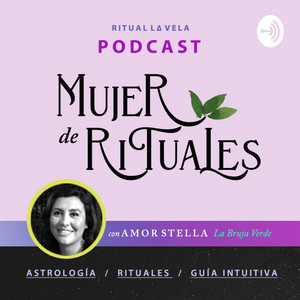 RITUAL LA VELA
PODCAST
MUJER
de RITUALES
con AMOR STELLA La Bruja Verde
ASTROLOGÍA / RITUALES / GUÍA INTUITIVA